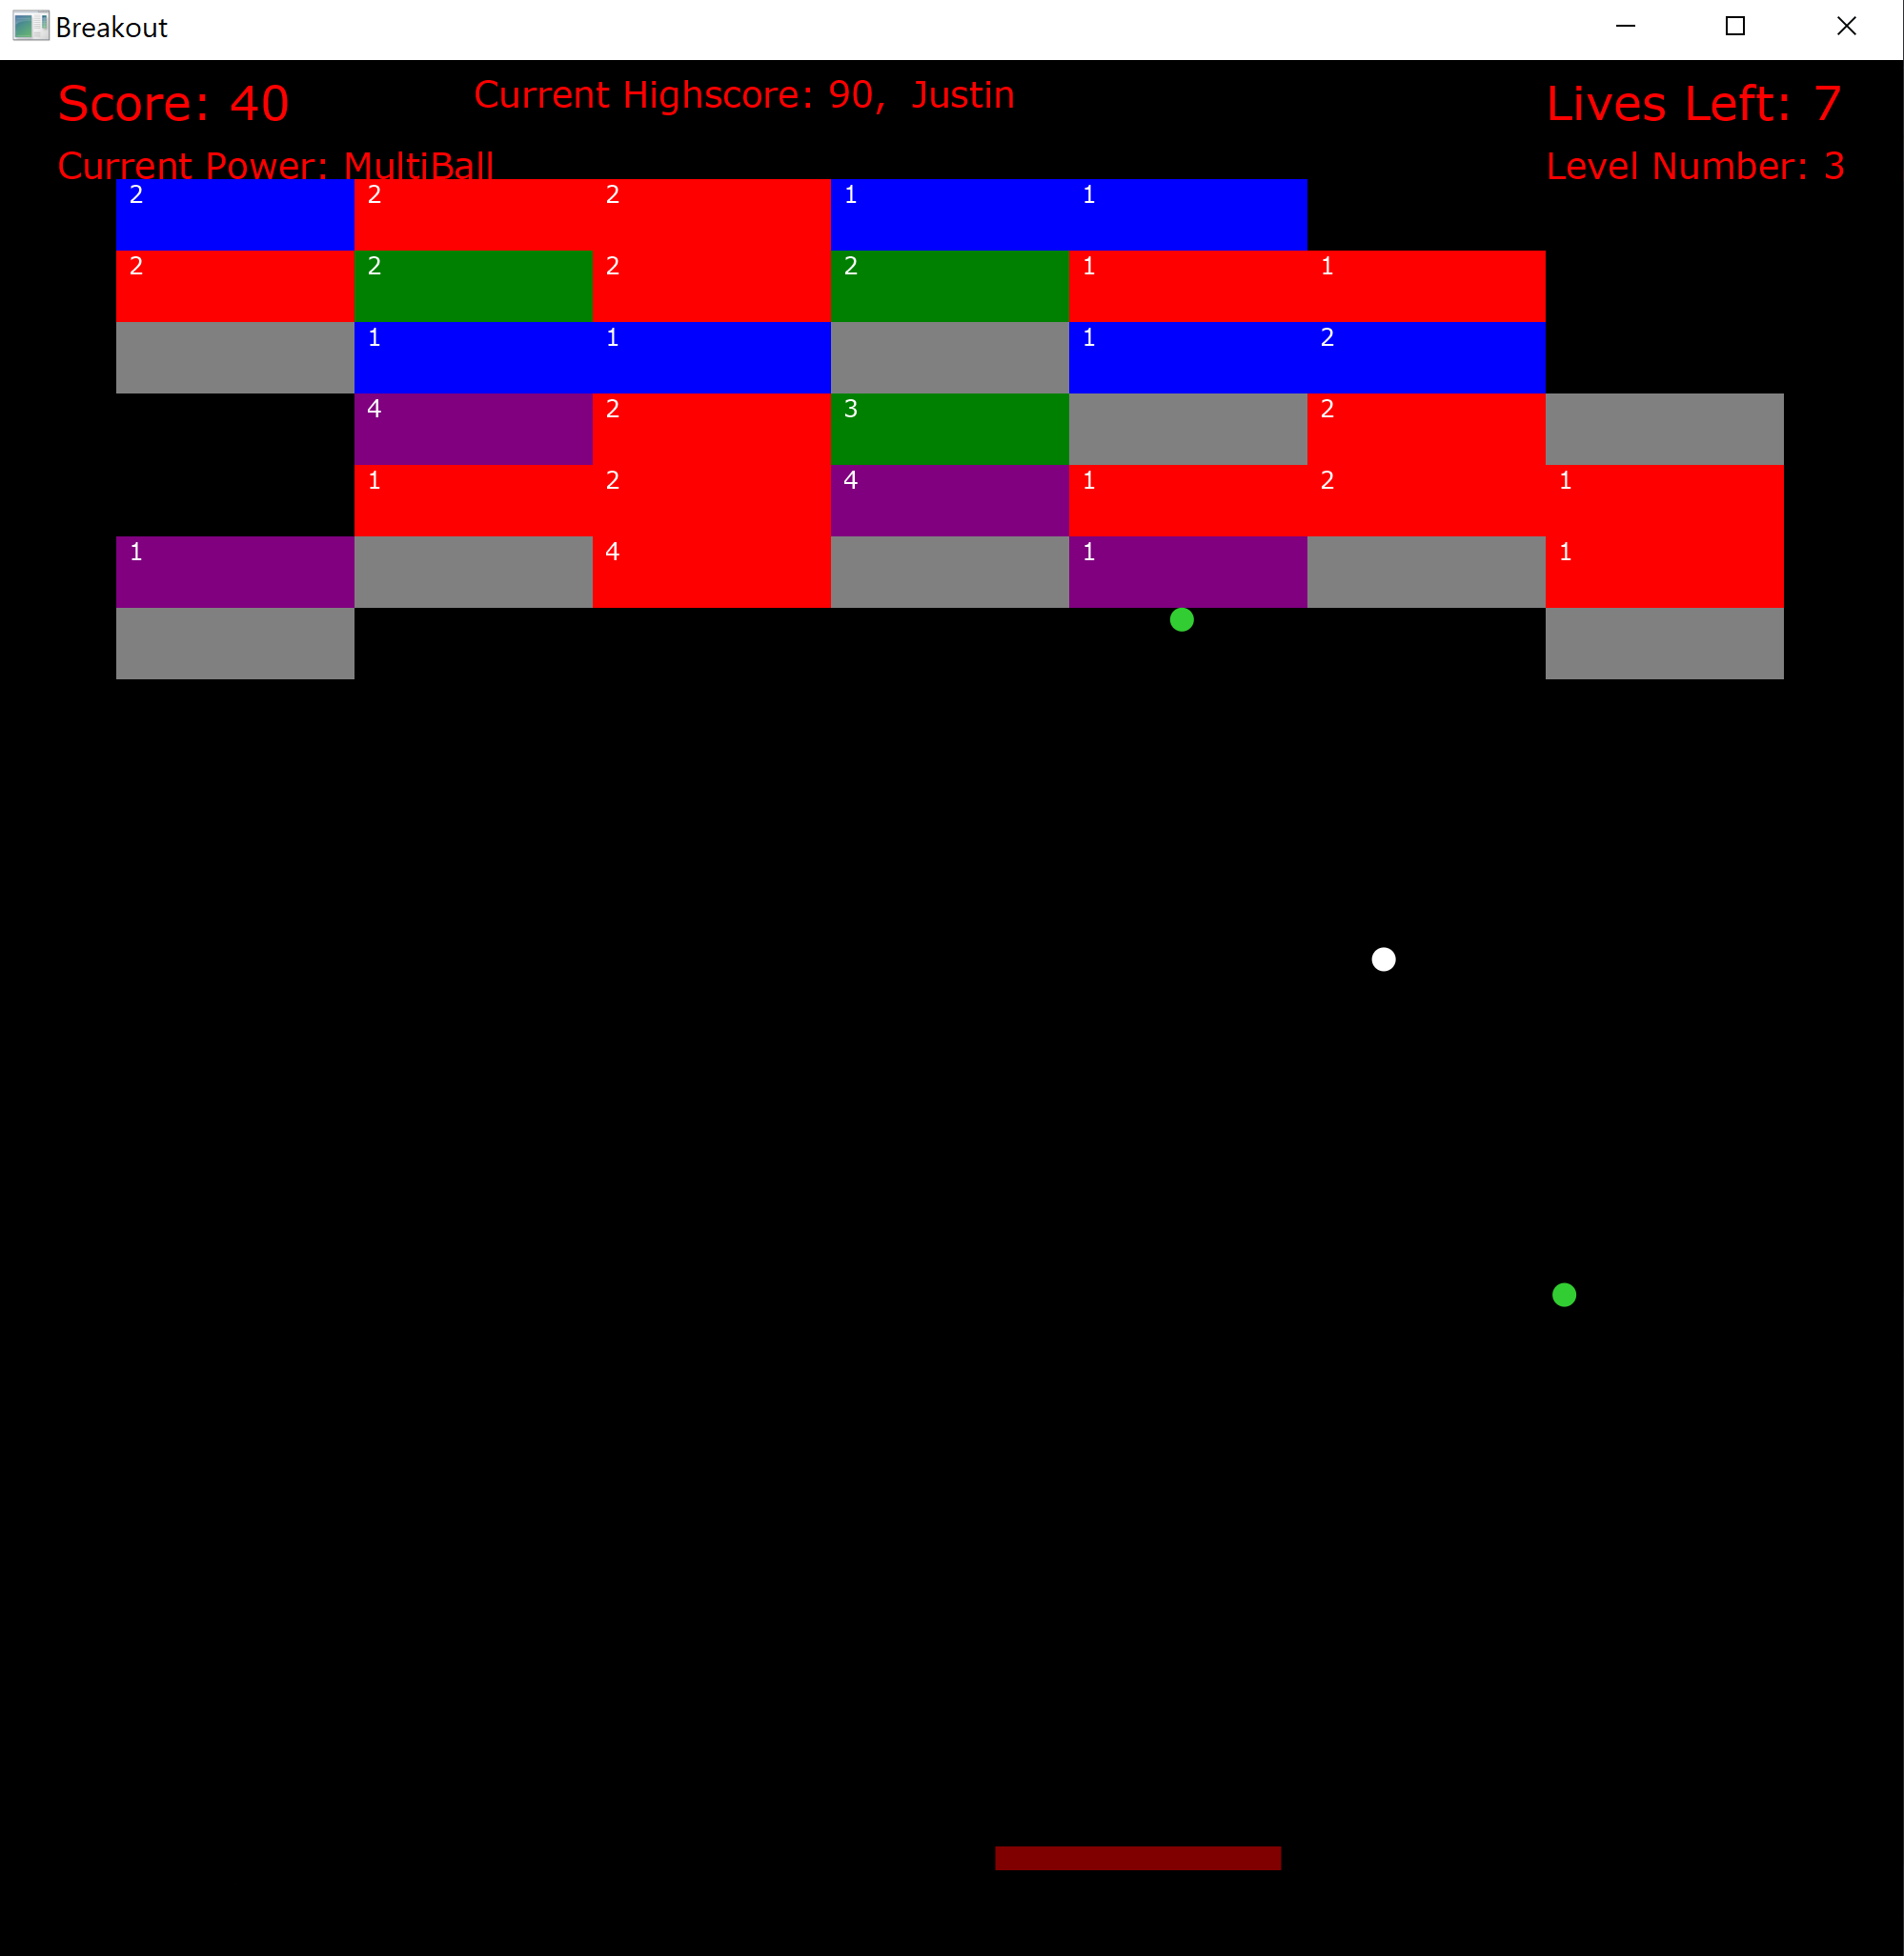 Breakout
Score: 40 Current Highscore: 90, Justin Lives Left: 7
Current Power: MultiBall Level Number: 3
2 2 2 1 1
2 2 2 2 1 1
1 1 1 2
4 2 3 2
1 2 4 1 2 1
1 4 1 1